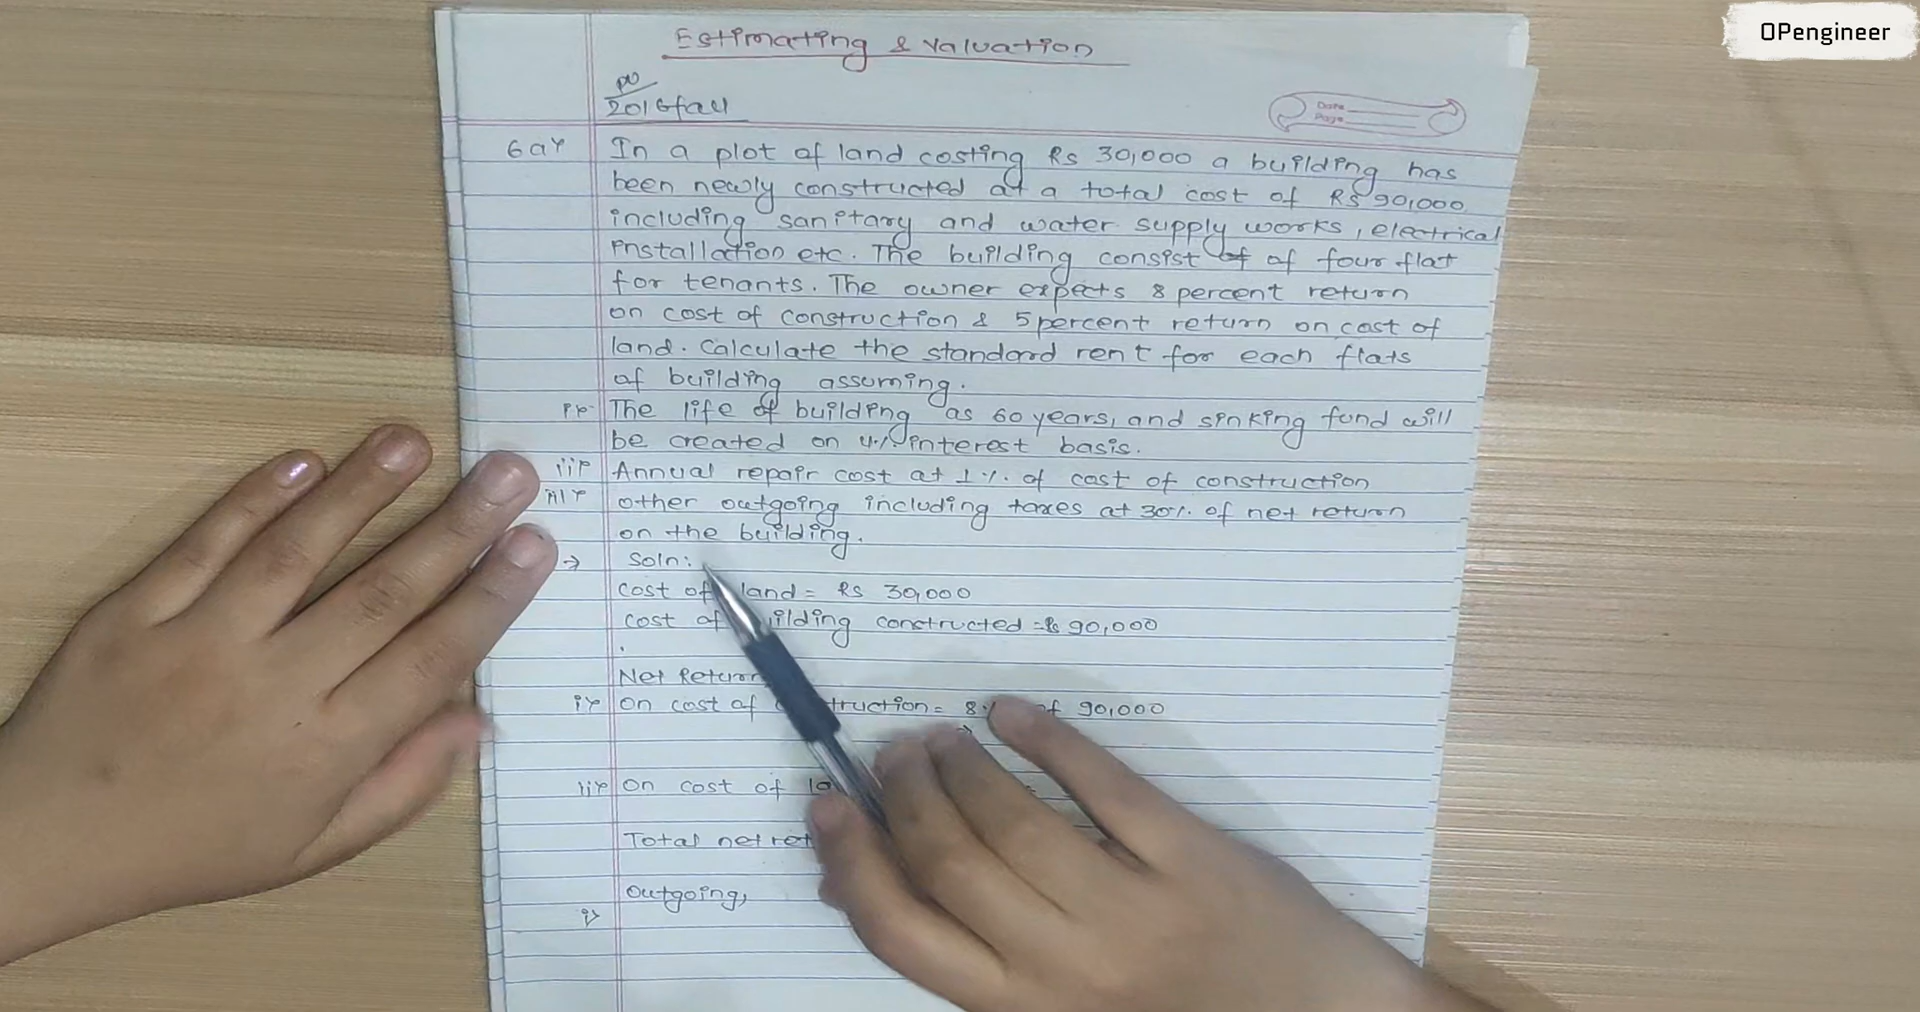 OPengineer
Estimating & Valuation
PU
2016 fall
Date
Page
6 a) In a plot of land costing Rs 30,000 a building has
been newly constructed at a total cost of Rs 90,000
including sanitary and water supply works, electrical
installation etc. The building consist of four flat
for tenants. The owner expects 8 percent return
on cost of construction & 5 percent return on cost of
land. Calculate the standard rent for each flats
of building assuming.
i) The life of building as 60 years, and sinking fund will
be created on 4% interest basis.
ii) Annual repair cost at 1% of cost of construction
iii) other outgoing including taxes at 30% of net return
on the building.
→ Soln:
cost of land = Rs 30,000
cost of building constructed = Rs 90,000
Net Return
i) On cost of = 8% of 90,000
ii) On cost of
Total net
Outgoing,
i)